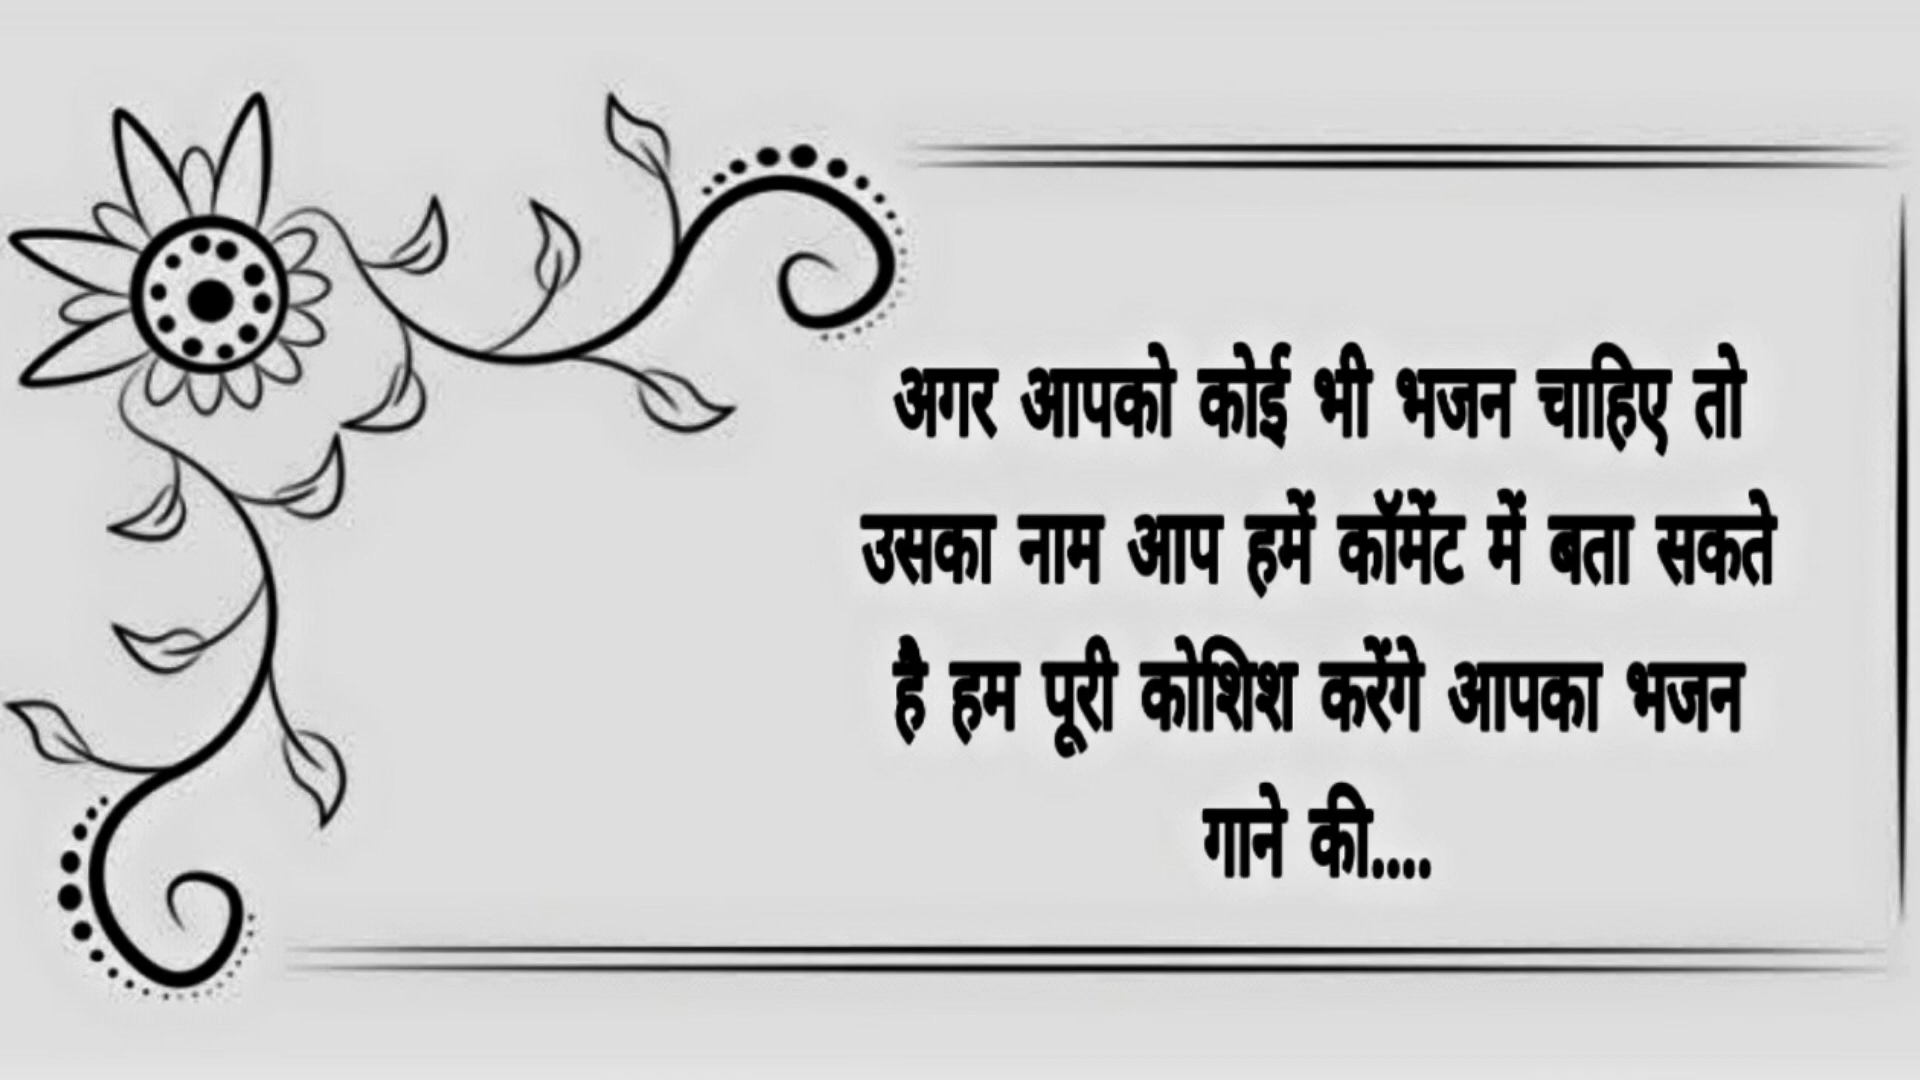 अगर आपको कोई भी भजन चाहिए तो
उसका नाम आप हमें कॉमेंट में बता सकते
है हम पूरी कोशिश करेंगे आपका भजन
गाने की....